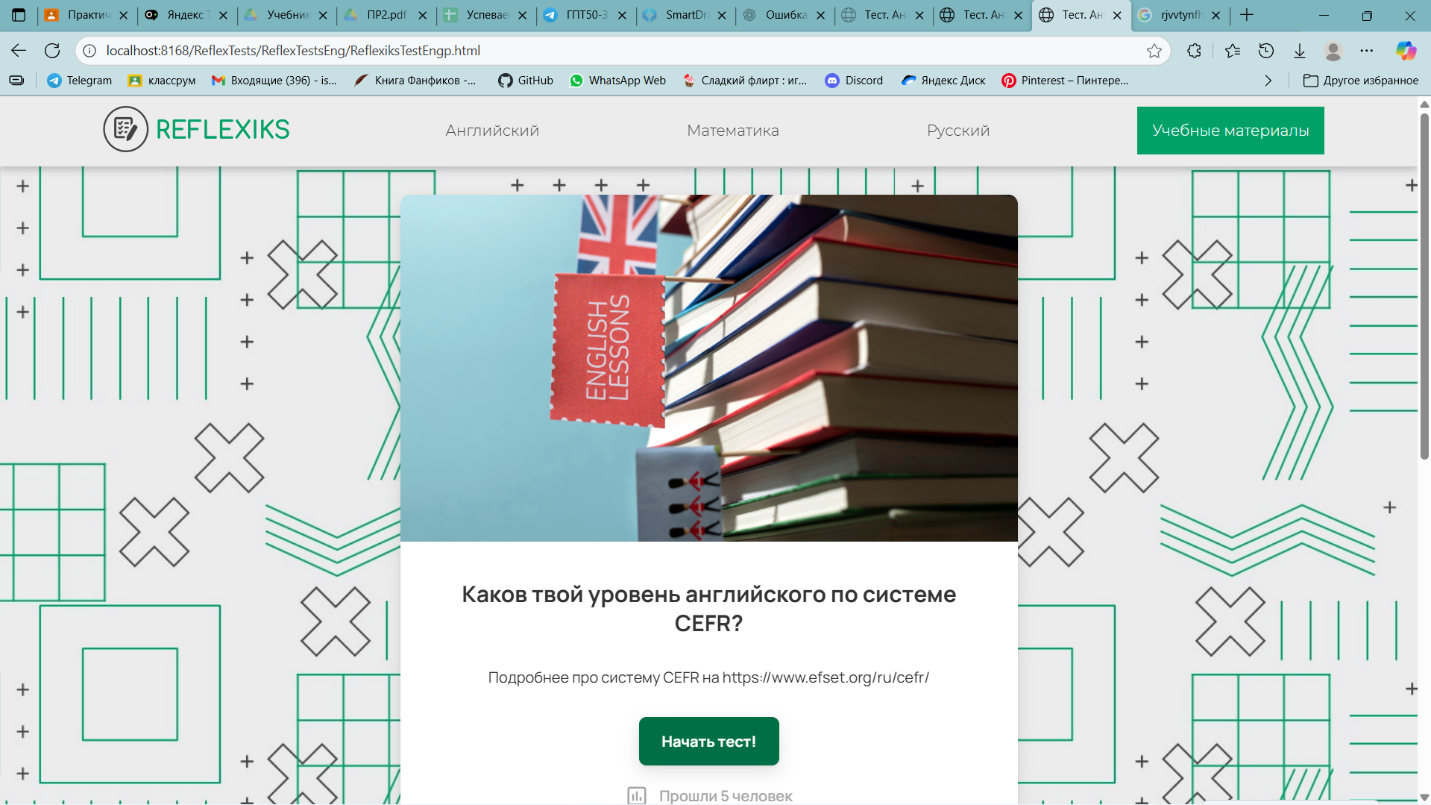 Практич
Яндекс Т
Учебник
ПР2.pdf
Успевае
ГПТ50-3
SmartDr
Ошибка
Тест. Ан
Тест. Ан
Тест. Ан
rjvvtynfh
localhost:8168/ReflexTests/ReflexTestsEng/ReflexiksTestEngp.html
Telegram
классрум
Входящие (396) - is...
Книга Фанфиков -...
GitHub
WhatsApp Web
Сладкий флирт : иг...
Discord
Яндекс Диск
Pinterest – Пинтере...
Другое избранное
REFLEXIKS
Английский
Математика
Русский
Учебные материалы
ENGLISH
LESSONS
Каков твой уровень английского по системе
CEFR?
Подробнее про систему CEFR на https://www.efset.org/ru/cefr/
Начать тест!
Прошли 5 человек